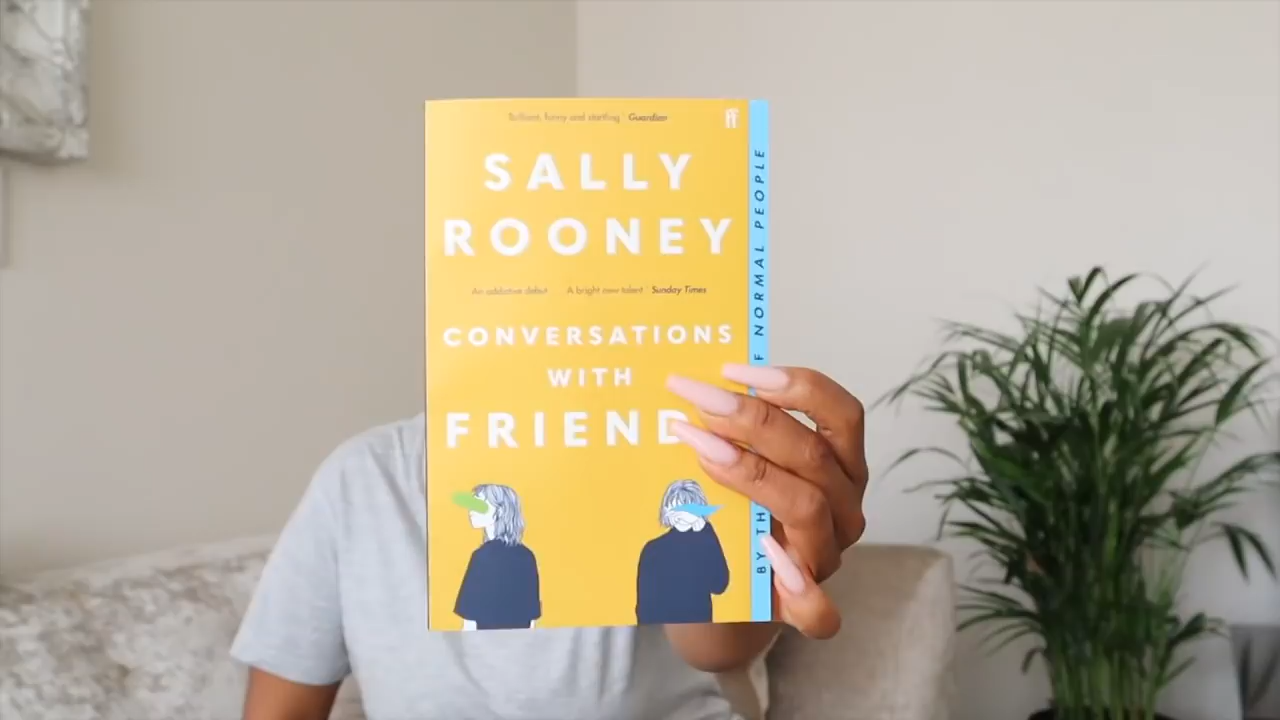 Brilliant, funny and startling Guardian
ff
SALLY
ROONEY
An addictive debut A bright new talent Sunday Times
CONVERSATIONS
WITH
FRIEND
BY TH F NORMAL PEOPLE